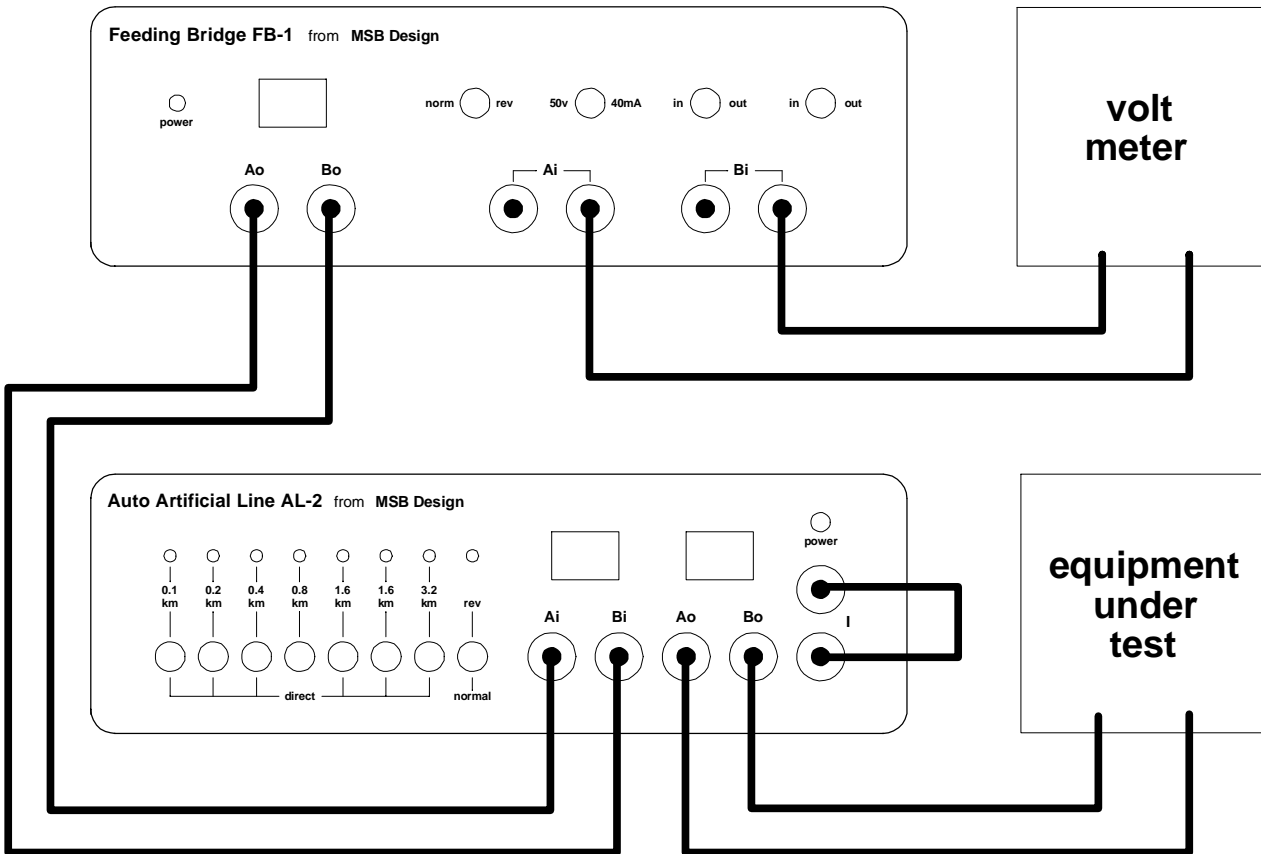 Feeding Bridge FB-1 from MSB Design
power
norm rev 50v 40mA in out in out
Ao Bo Ai Bi
volt
meter
Auto Artificial Line AL-2 from MSB Design
power
0.1 km
0.2 km
0.4 km
0.8 km
1.6 km
1.6 km
3.2 km
rev
Ai Bi Ao Bo I
direct normal
equipment
under
test